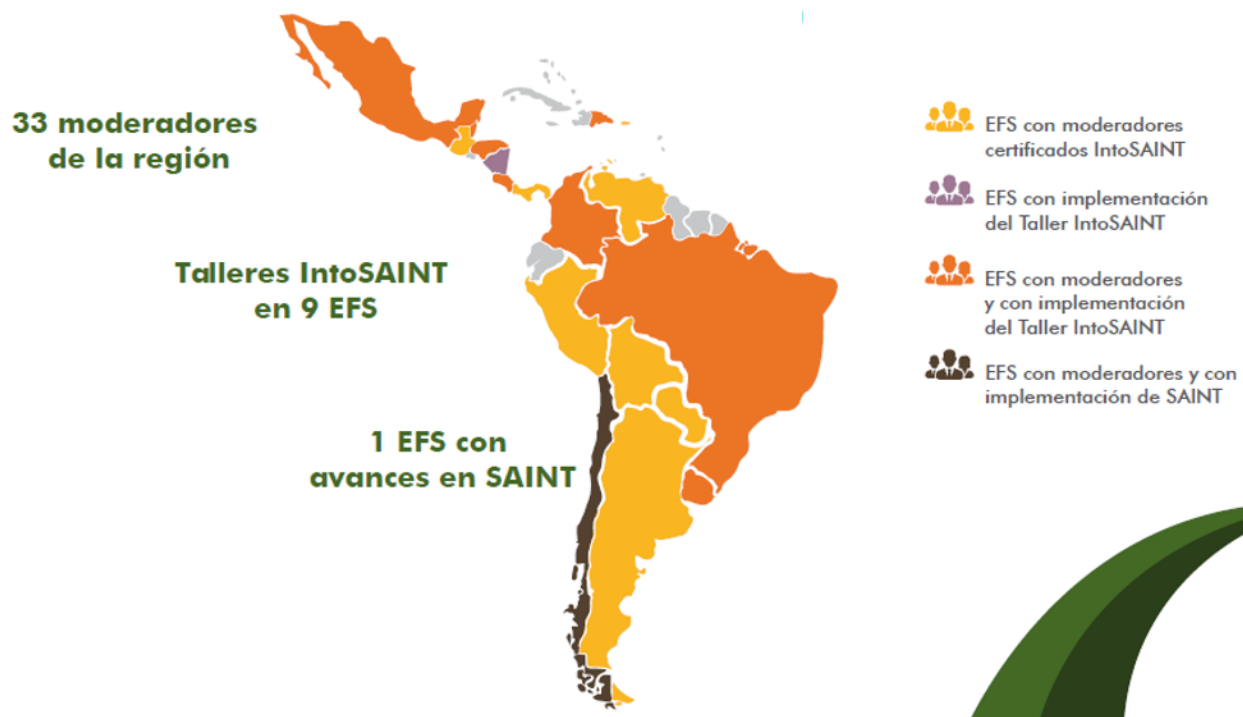 33 moderadores
de la región
Talleres IntoSAINT
en 9 EFS
1 EFS con
avances en SAINT
EFS con moderadores
certificados IntoSAINT
EFS con implementación
del Taller IntoSAINT
EFS con moderadores
y con implementación
del Taller IntoSAINT
EFS con moderadores y con
implementación de SAINT